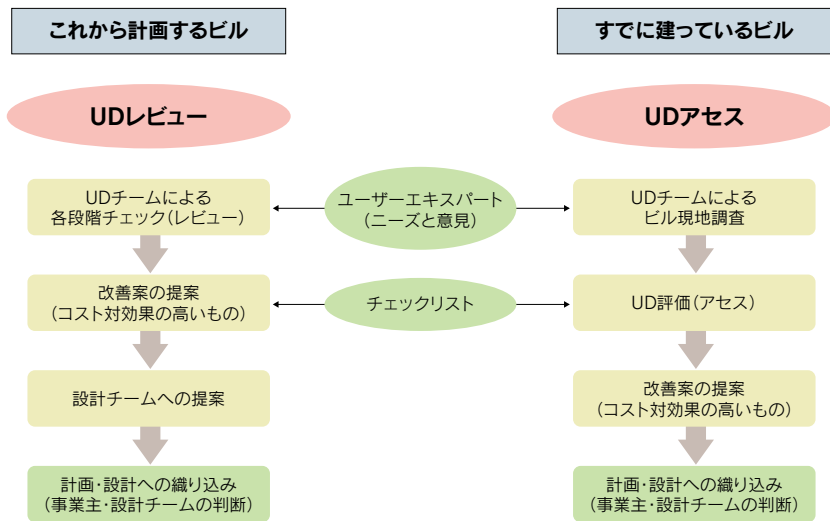 これから計画するビル
すでに建っているビル
UDレビュー
UDアセス
UDチームによる
各段階チェック(レビュー)
ユーザーエキスパート
(ニーズと意見)
UDチームによる
ビル現地調査
改善案の提案
(コスト対効果の高いもの)
チェックリスト
UD評価(アセス)
設計チームへの提案
改善案の提案
(コスト対効果の高いもの)
計画・設計への織り込み
(事業主・設計チームの判断)
計画・設計への織り込み
(事業主・設計チームの判断)